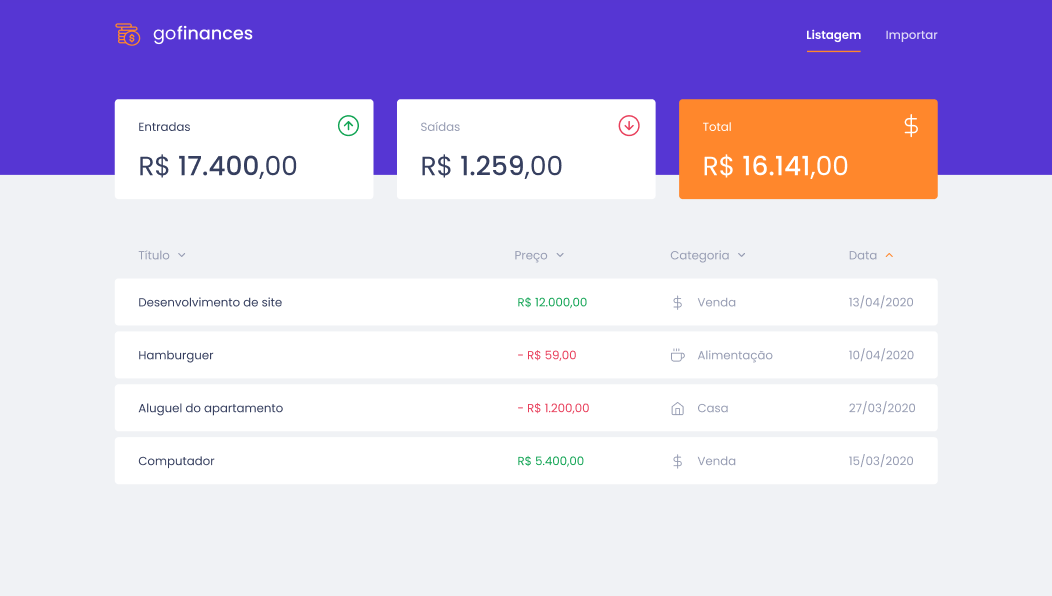 gofinances
Listagem Importar
Entradas
R$ 17.400,00
Saídas
R$ 1.259,00
Total
R$ 16.141,00
Título Preço Categoria Data
Desenvolvimento de site R$ 12.000,00 Venda 13/04/2020
Hamburguer - R$ 59,00 Alimentação 10/04/2020
Aluguel do apartamento - R$ 1.200,00 Casa 27/03/2020
Computador R$ 5.400,00 Venda 15/03/2020